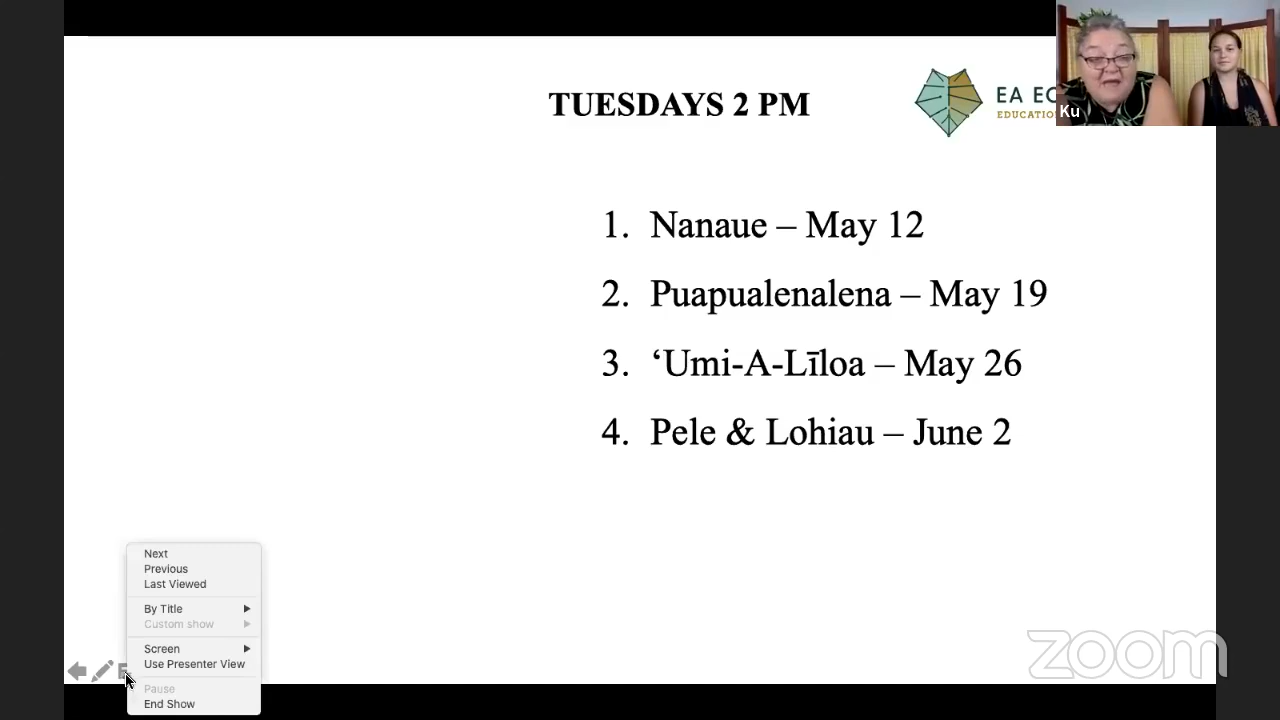 TUESDAYS 2 PM
EA
EDUCATIO
Ku
1. Nanaue – May 12
2. Puapualenalena – May 19
3. ‘Umi-A-Līloa – May 26
4. Pele & Lohiau – June 2
Next
Previous
Last Viewed
By Title
Custom show
Screen
Use Presenter View
Pause
End Show
zoom